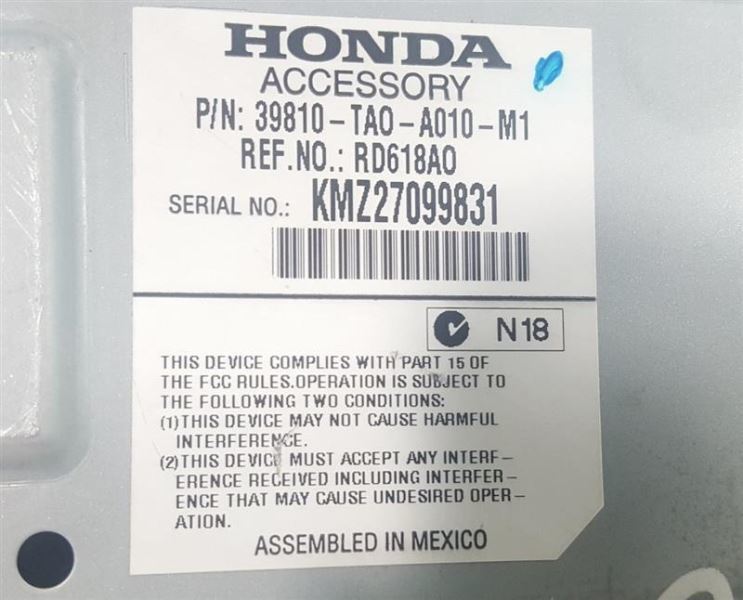 HONDA
ACCESSORY
P/N: 39810-TA0-A010-M1
REF.NO.: RD618A0
SERIAL NO.: KMZ27099831
N18
THIS DEVICE COMPLIES WITH PART 15 OF
THE FCC RULES.OPERATION IS SUBJECT TO
THE FOLLOWING TWO CONDITIONS:
(1)THIS DEVICE MAY NOT CAUSE HARMFUL
INTERFERENCE.
(2)THIS DEVICE MUST ACCEPT ANY INTERF-
ERENCE RECEIVED INCLUDING INTERFER-
ENCE THAT MAY CAUSE UNDESIRED OPER-
ATION.
ASSEMBLED IN MEXICO